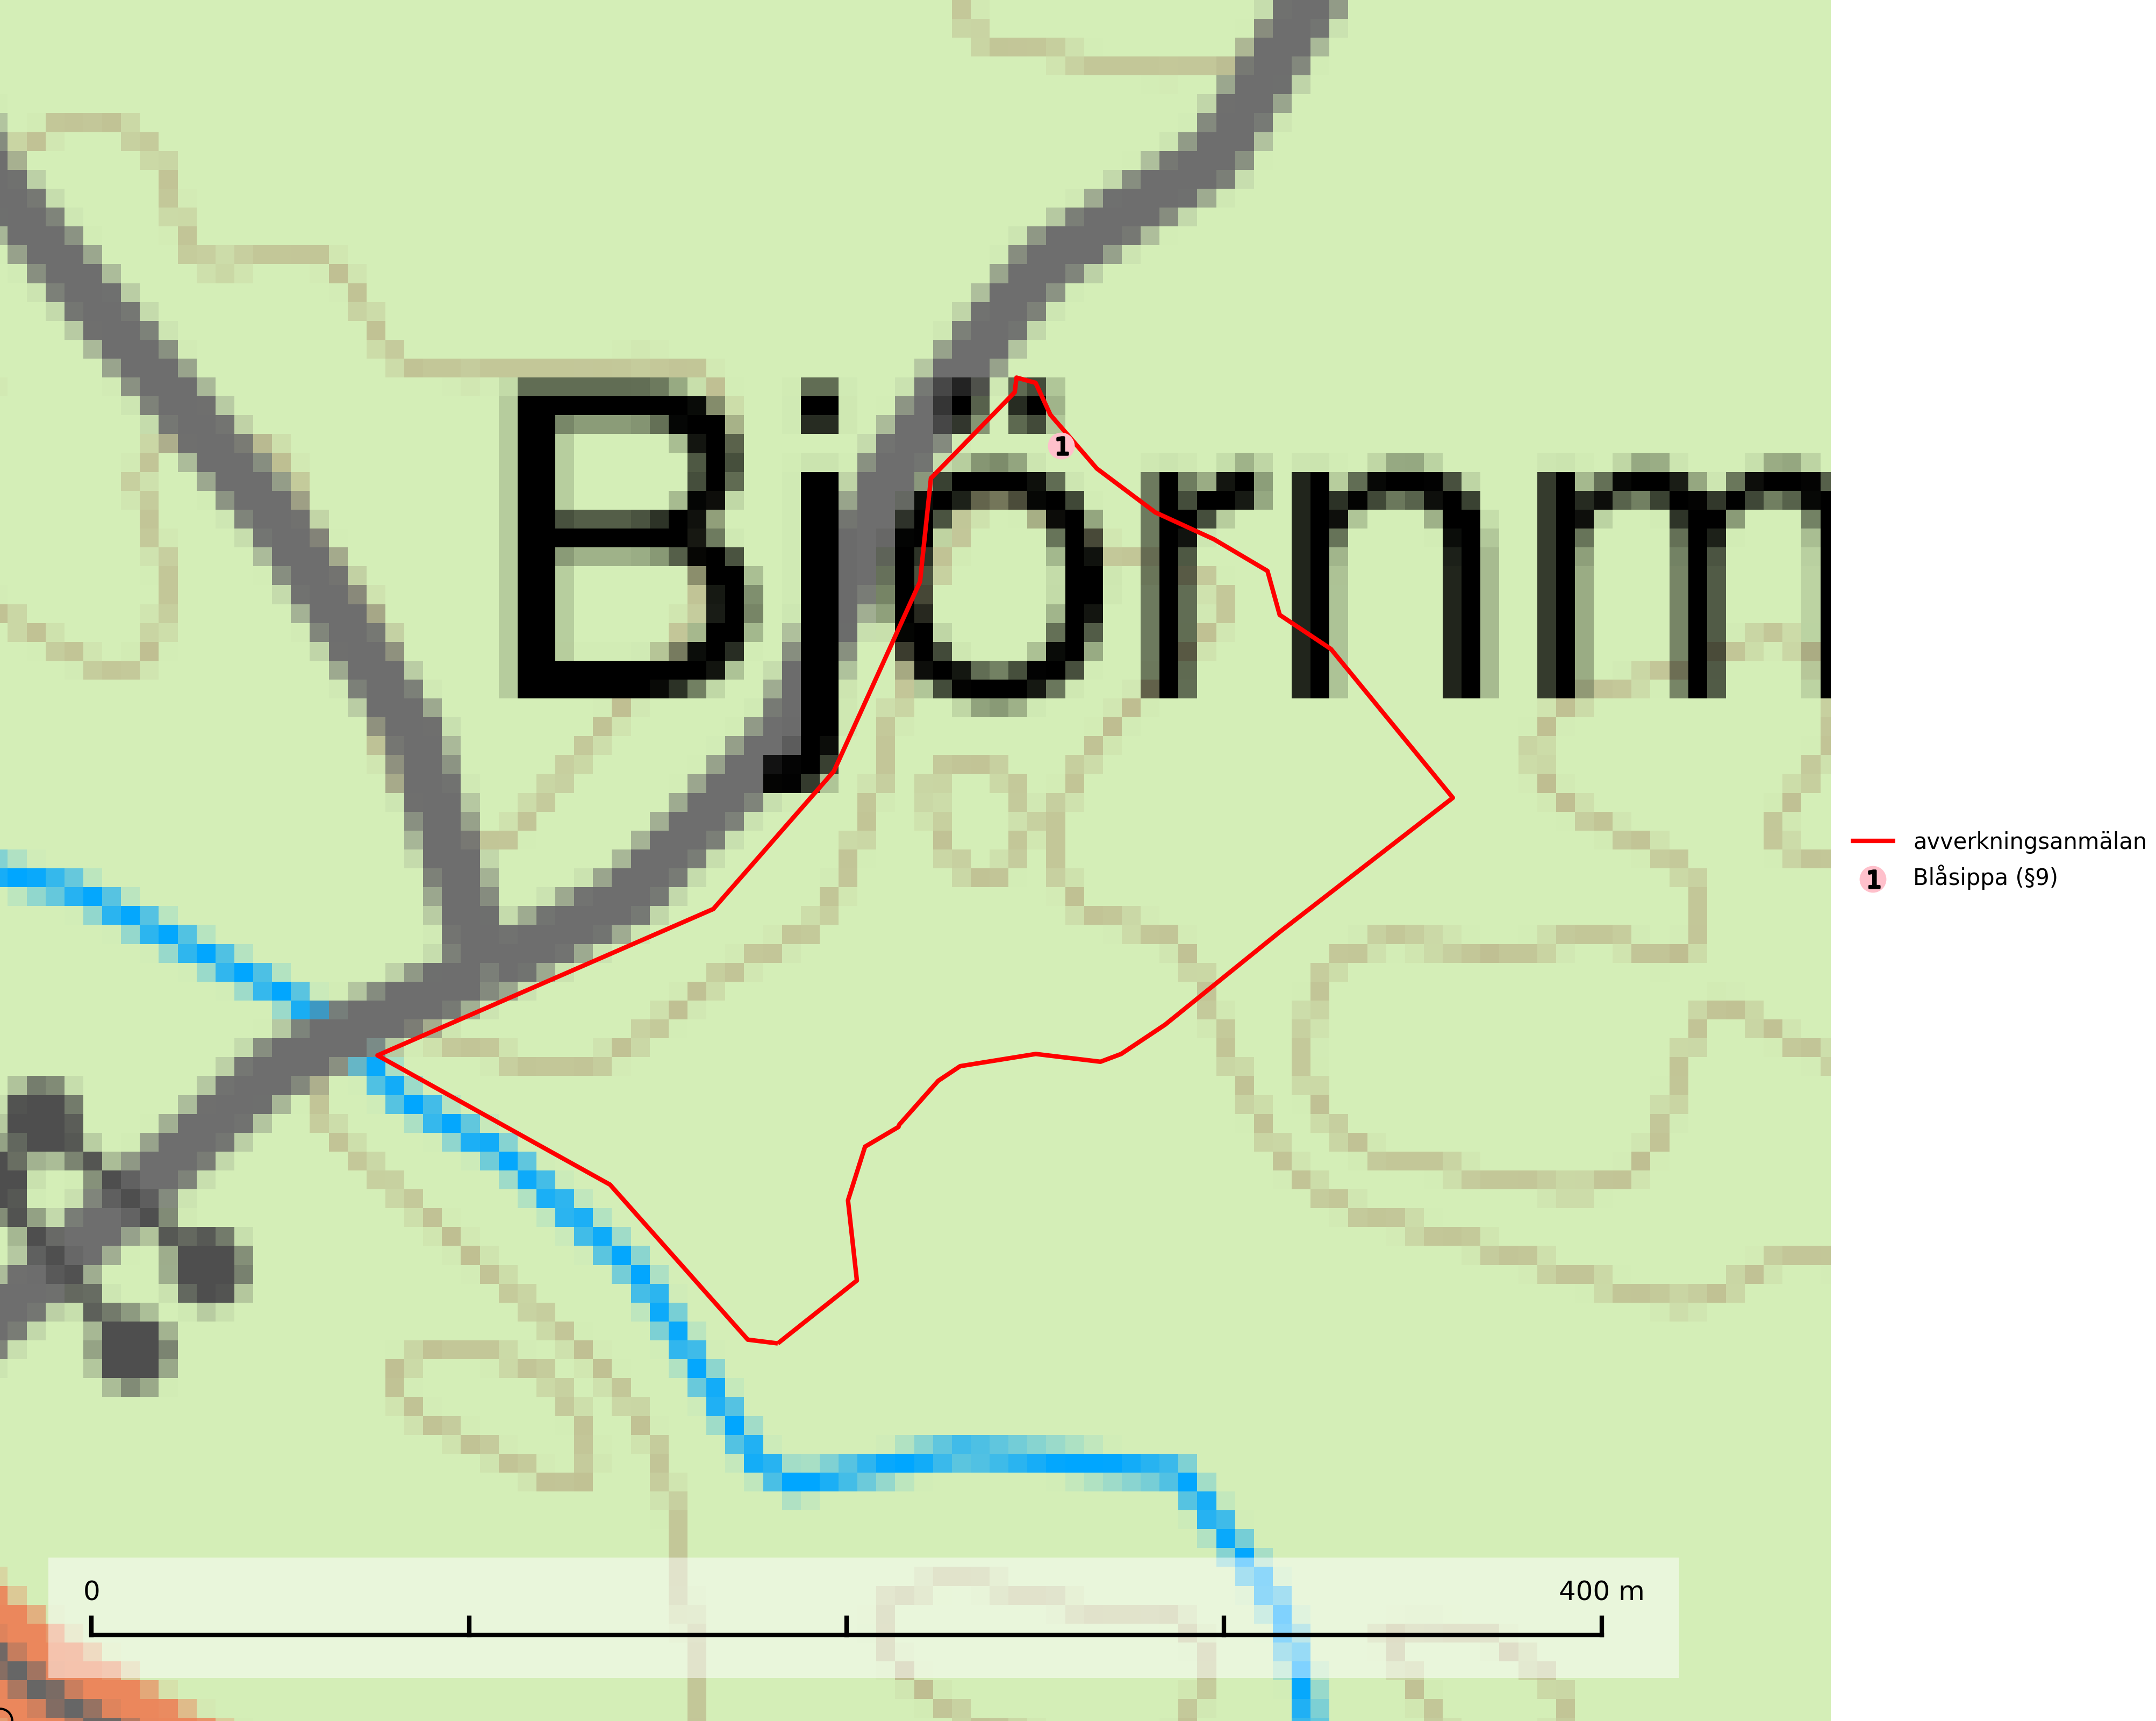 Björnm
1
avverkningsanmälan
1 Blåsippa (§9)
0 400 m